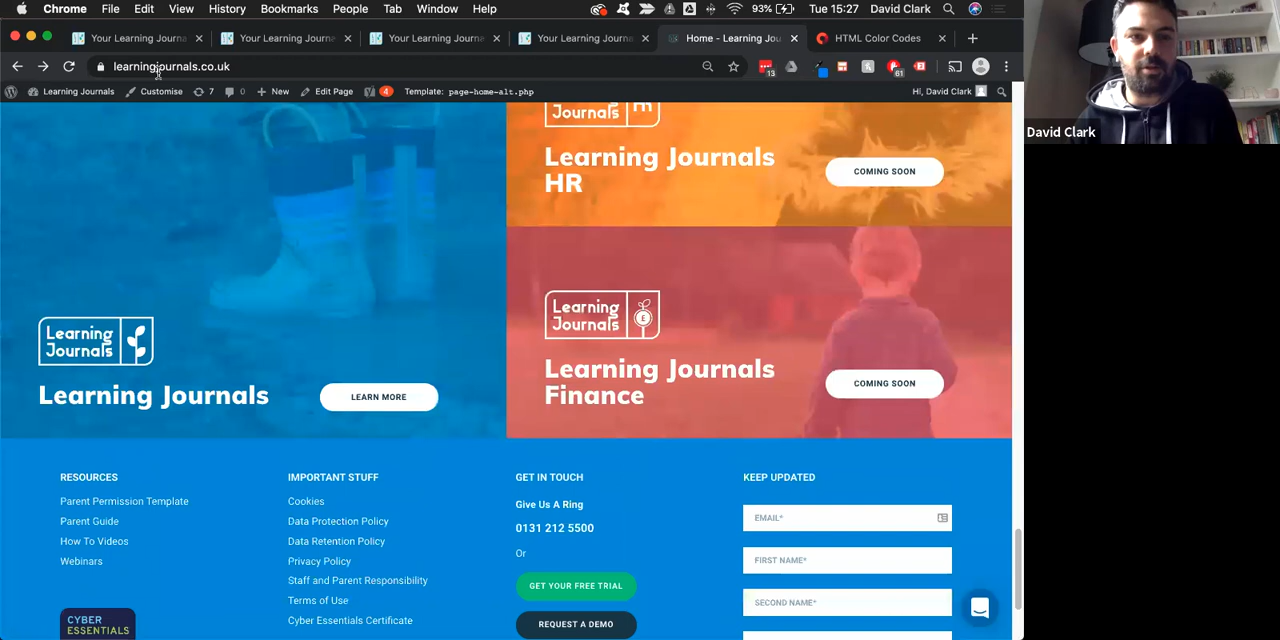 Chrome File Edit View History Bookmarks People Tab Window Help 93% Tue 15:27 David Clark
Your Learning Journa × Your Learning Journe × Your Learning Journe × Your Learning Journa × Home - Learning Jou × HTML Color Codes × +
learningjournals.co.uk 13 61
Learning Journals Customise 7 0 + New Edit Page 4 Template: page-home-alt.php Hi, David Clark
David Clark
Journals m
Learning Journals
HR
COMING SOON
Learning
Journals
£
Learning Journals
Finance
COMING SOON
Learning
Journals
Learning Journals
LEARN MORE
RESOURCES
Parent Permission Template
Parent Guide
How To Videos
Webinars
CYBER
ESSENTIALS
IMPORTANT STUFF
Cookies
Data Protection Policy
Data Retention Policy
Privacy Policy
Staff and Parent Responsibility
Terms of Use
Cyber Essentials Certificate
GET IN TOUCH
Give Us A Ring
0131 212 5500
Or
GET YOUR FREE TRIAL
REQUEST A DEMO
KEEP UPDATED
EMAIL*
FIRST NAME*
SECOND NAME*